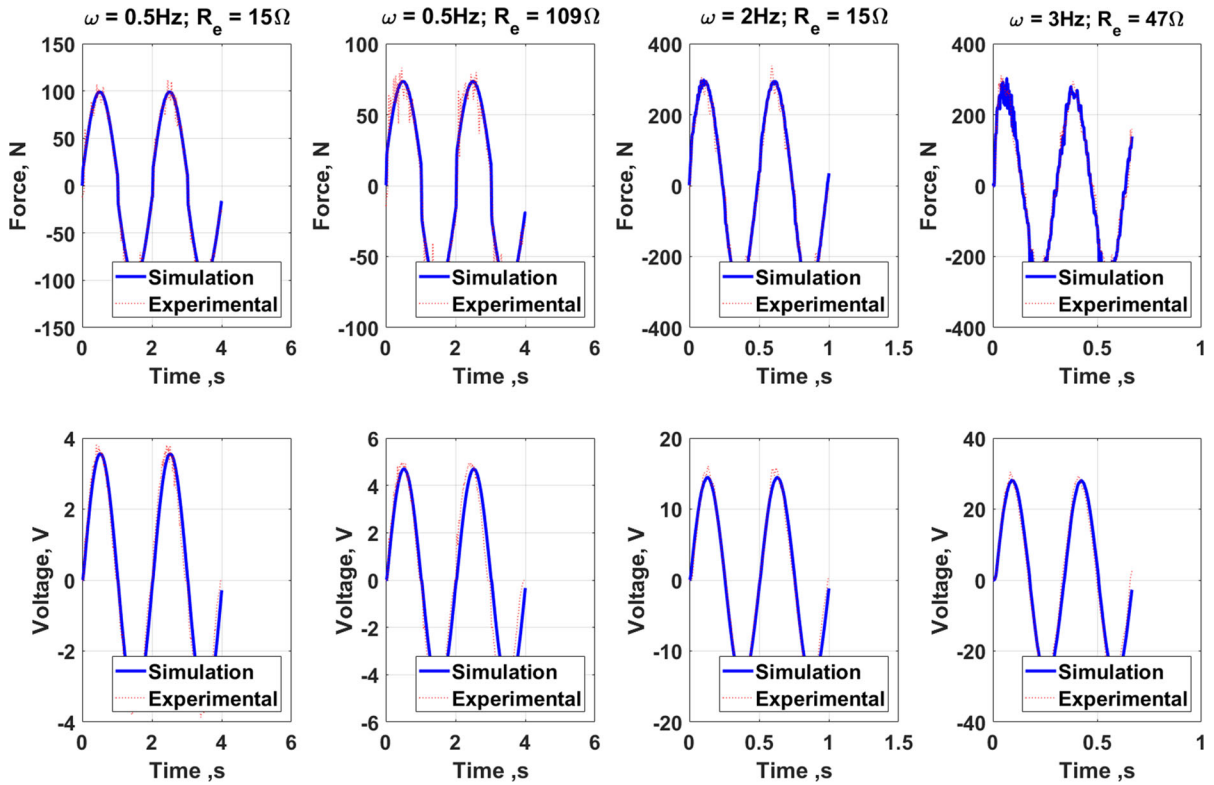 ω = 0.5Hz; R_e = 15Ω
150
100
50
0
-50
-100
-150
Force, N
Simulation
Experimental
0 2 4 6
Time ,s
ω = 0.5Hz; R_e = 109Ω
100
50
0
-50
-100
Force, N
Simulation
Experimental
0 2 4 6
Time ,s
ω = 2Hz; R_e = 15Ω
400
200
0
-200
-400
Force, N
Simulation
Experimental
0 0.5 1 1.5
Time ,s
ω = 3Hz; R_e = 47Ω
400
200
0
-200
-400
Force, N
Simulation
Experimental
0 0.5 1
Time ,s
4
2
0
-2
-4
Voltage, V
Simulation
Experimental
0 2 4 6
Time ,s
6
4
2
0
-2
-4
-6
Voltage, V
Simulation
Experimental
0 2 4 6
Time ,s
20
10
0
-10
-20
Voltage, V
Simulation
Experimental
0 0.5 1 1.5
Time ,s
40
20
0
-20
-40
Voltage, V
Simulation
Experimental
0 0.5 1
Time ,s